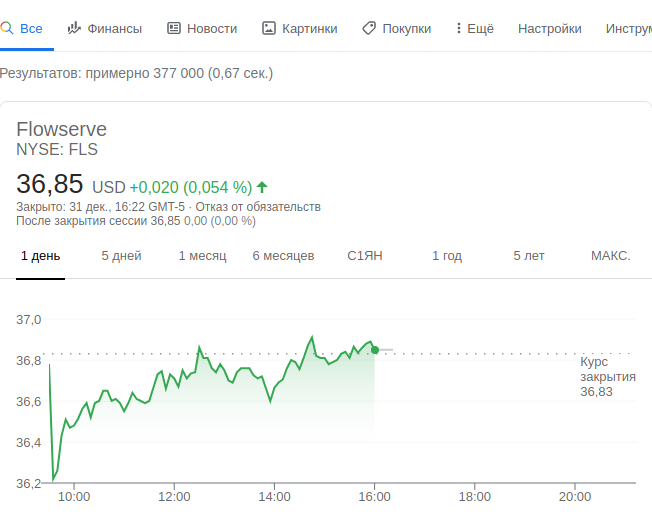 Все Финансы Новости Картинки Покупки Ещё Настройки Инструм
Результатов: примерно 377 000 (0,67 сек.)
Flowserve
NYSE: FLS
36,85 USD +0,020 (0,054 %)
Закрыто: 31 дек., 16:22 GMT-5 · Отказ от обязательств
После закрытия сессии 36,85 0,00 (0,00 %)
1 день 5 дней 1 месяц 6 месяцев С1ЯН 1 год 5 лет МАКС.
37,0
36,8
36,6
36,4
36,2
Курс
закрытия
36,83
10:00 12:00 14:00 16:00 18:00 20:00